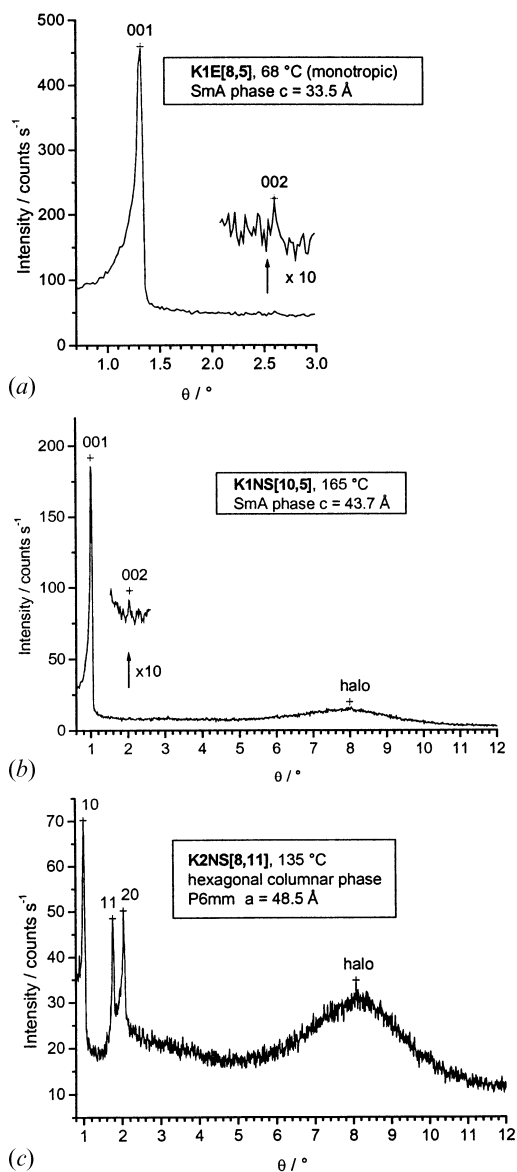 500
450
400
350
300
250
200
150
100
50
0
Intensity / counts s⁻¹
001
K1E[8,5], 68 °C (monotropic)
SmA phase c = 33.5 Å
002
x 10
1.0 1.5 2.0 2.5 3.0
θ / °
(a)
200
150
100
50
0
Intensity / counts s⁻¹
001
K1NS[10,5], 165 °C
SmA phase c = 43.7 Å
002
x10
halo
1 2 3 4 5 6 7 8 9 10 11 12
θ / °
(b)
70
60
50
40
30
20
10
Intensity / counts s⁻¹
10
K2NS[8,11], 135 °C
hexagonal columnar phase
P6mm a = 48.5 Å
11 20
halo
1 2 3 4 5 6 7 8 9 10 11 12
θ / °
(c)